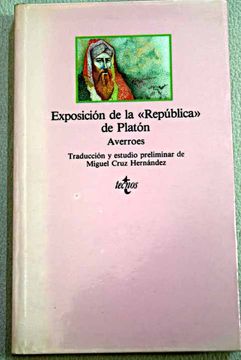 Exposición de la «República»
de Platón
Averroes
Traducción y estudio preliminar de
Miguel Cruz Hernández
tecnos